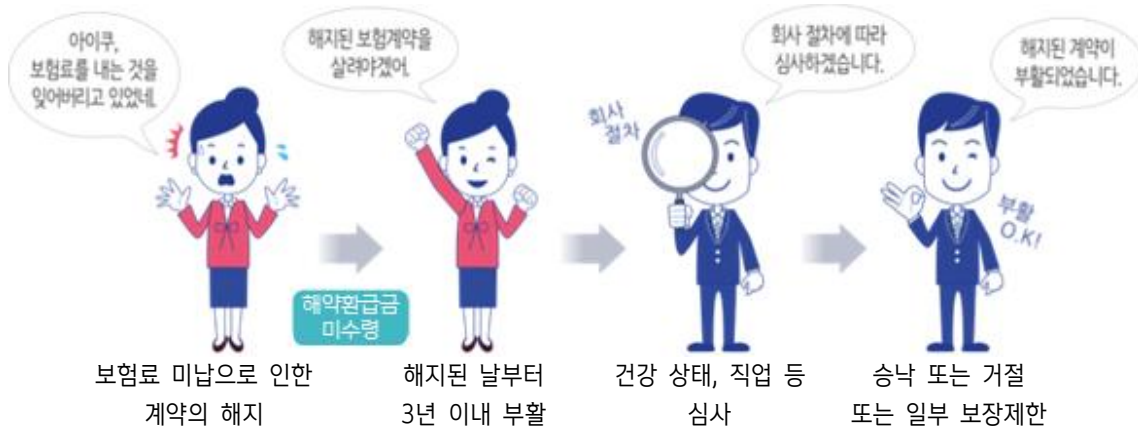 아이쿠,
보험료를 내는 것을
잊어버리고 있었네.
해지된 보험계약을
살려야겠어.
회사 절차에 따라
심사하겠습니다.
해지된 계약이
부활되었습니다.
회사
절차
부활
O.K!
해약환급금
미수령
보험료 미납으로 인한
계약의 해지
해지된 날부터
3년 이내 부활
건강 상태, 직업 등
심사
승낙 또는 거절
또는 일부 보장제한